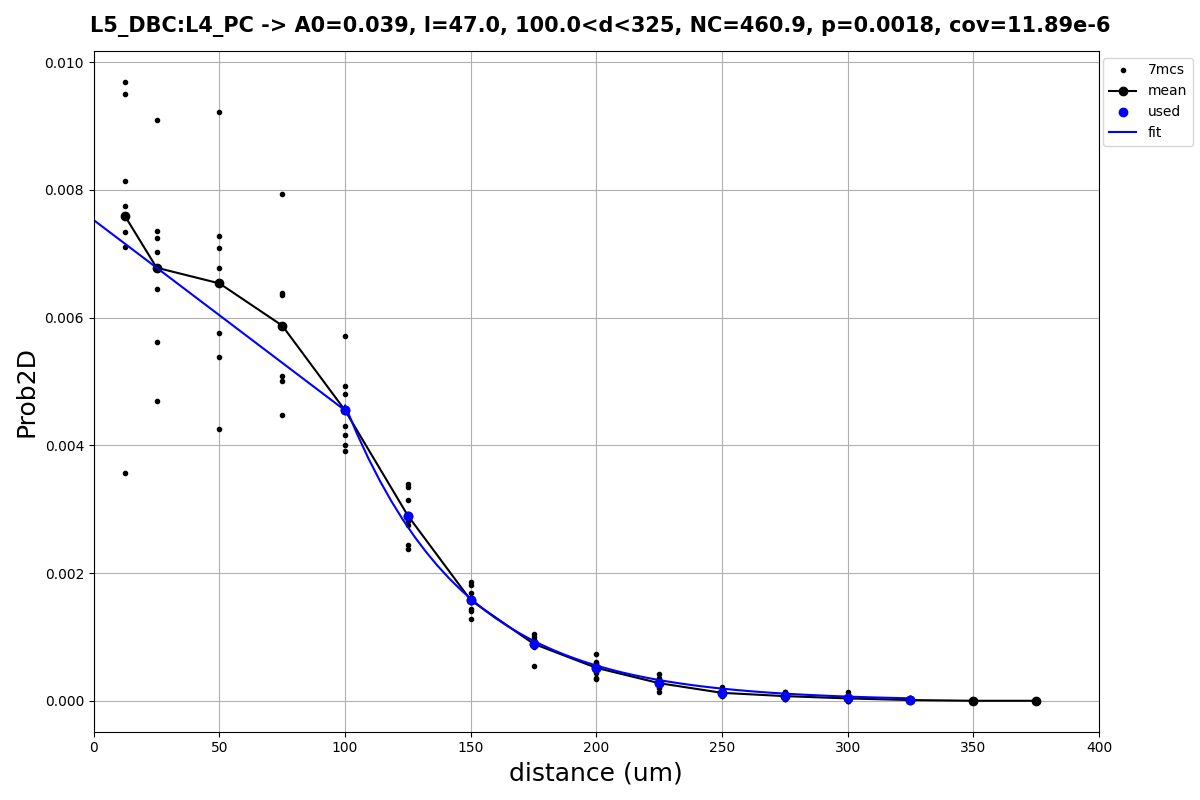 L5_DBC:L4_PC -> A0=0.039, l=47.0, 100.0<d<325, NC=460.9, p=0.0018, cov=11.89e-6
7mcs
mean
used
fit
0.010
0.008
0.006
0.004
0.002
0.000
Prob2D
0 50 100 150 200 250 300 350 400
distance (um)